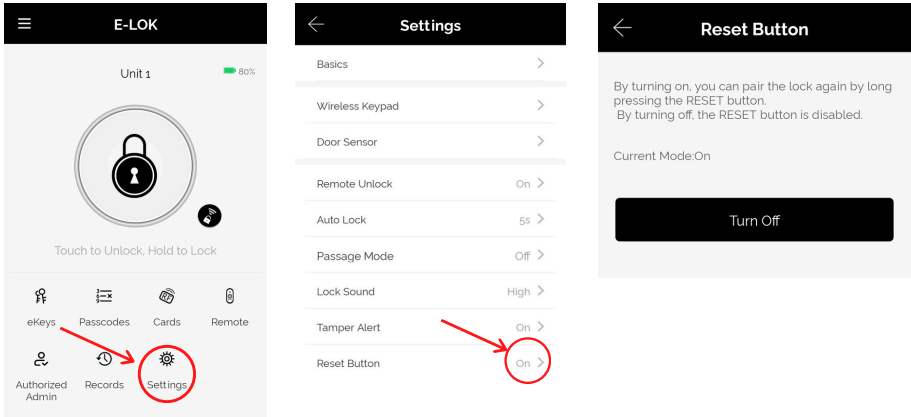 E-LOK
Unit 1
80%
Touch to Unlock, Hold to Lock
eKeys Passcodes Cards Remote
Authorized Admin Records Settings
Settings
Basics
Wireless Keypad
Door Sensor
Remote Unlock On
Auto Lock 5s
Passage Mode Off
Lock Sound High
Tamper Alert On
Reset Button On
Reset Button
By turning on, you can pair the lock again by long
pressing the RESET button.
By turning off, the RESET button is disabled.
Current Mode:On
Turn Off